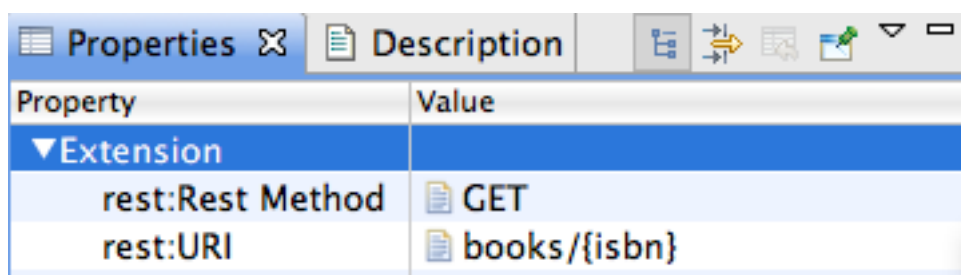 Properties Description
Property Value
Extension
rest:Rest Method GET
rest:URI books/{isbn}